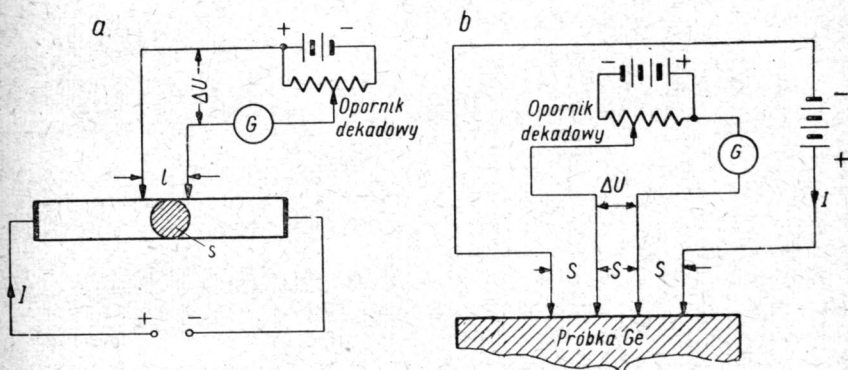 a.
+ -
ΔU
Opornik
dekadowy
G
l
s
I
+ -
b
- +
Opornik
dekadowy
G
ΔU
-
+
I
S S S
Próbka Ge